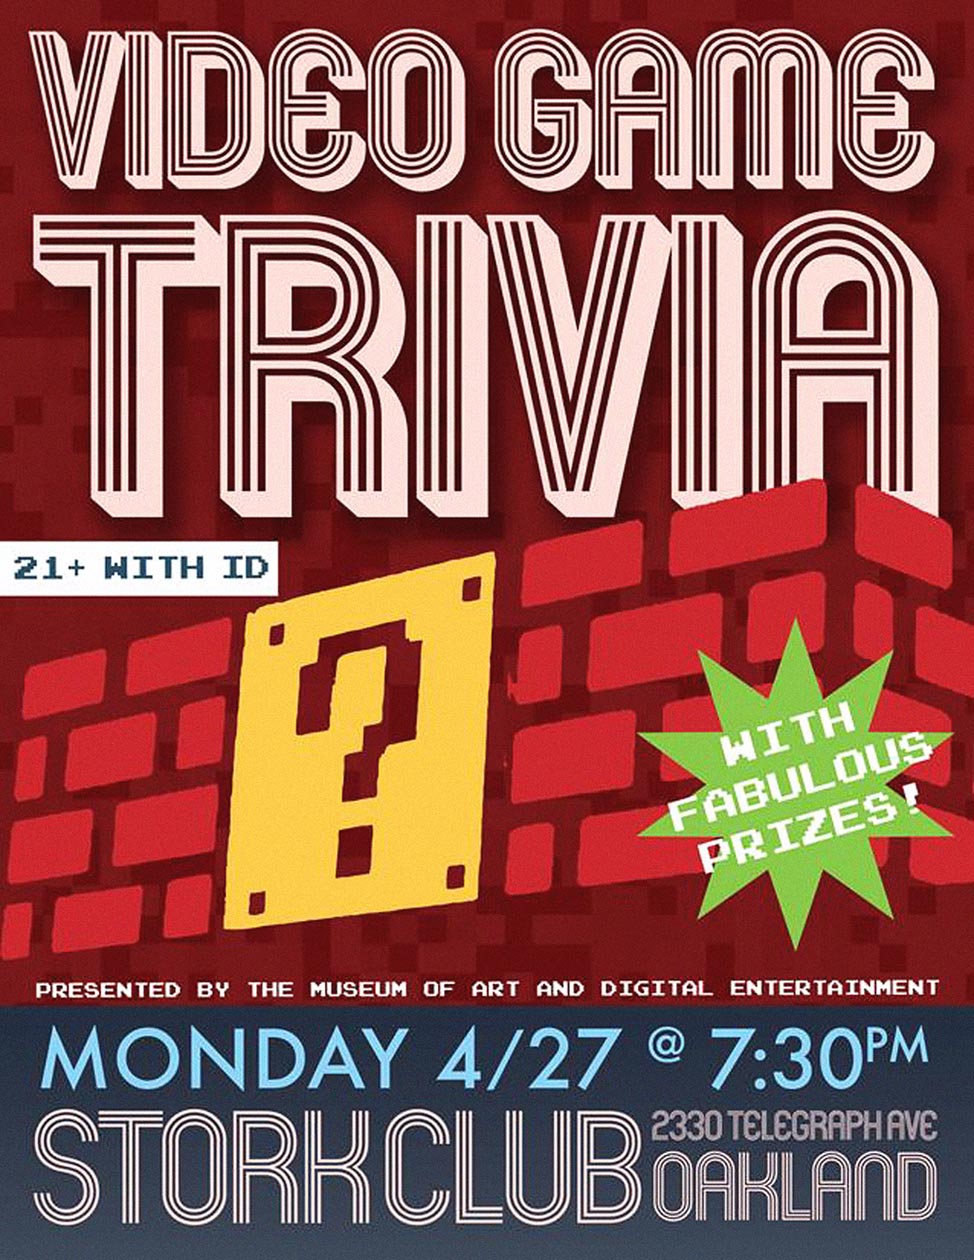 VIDEO GAME
TRIVIA
21+ WITH ID
?
WITH
FABULOUS
PRIZES!
PRESENTED BY THE MUSEUM OF ART AND DIGITAL ENTERTAINMENT
MONDAY 4/27 @ 7:30PM
STORK CLUB
2330 TELEGRAPH AVE
OAKLAND